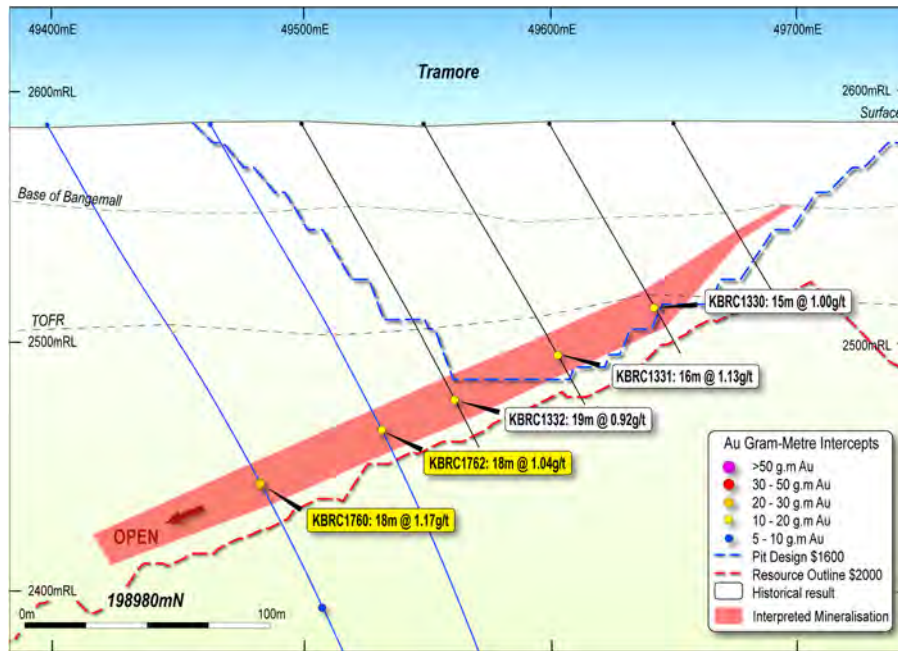 49400mE
49500mE
49600mE
49700mE
Tramore
2600mRL
2600mRL
Surface
Base of Bangemall
KBRC1330: 15m @ 1.00g/t
TOFR
2500mRL
2500mRL
KBRC1331: 16m @ 1.13g/t
KBRC1332: 19m @ 0.92g/t
KBRC1762: 18m @ 1.04g/t
KBRC1760: 18m @ 1.17g/t
OPEN
Au Gram-Metre Intercepts
>50 g.m Au
30 - 50 g.m Au
20 - 30 g.m Au
10 - 20 g.m Au
5 - 10 g.m Au
Pit Design $1600
Resource Outline $2000
Historical result
Interpreted Mineralisation
2400mRL
198980mN
0m
100m